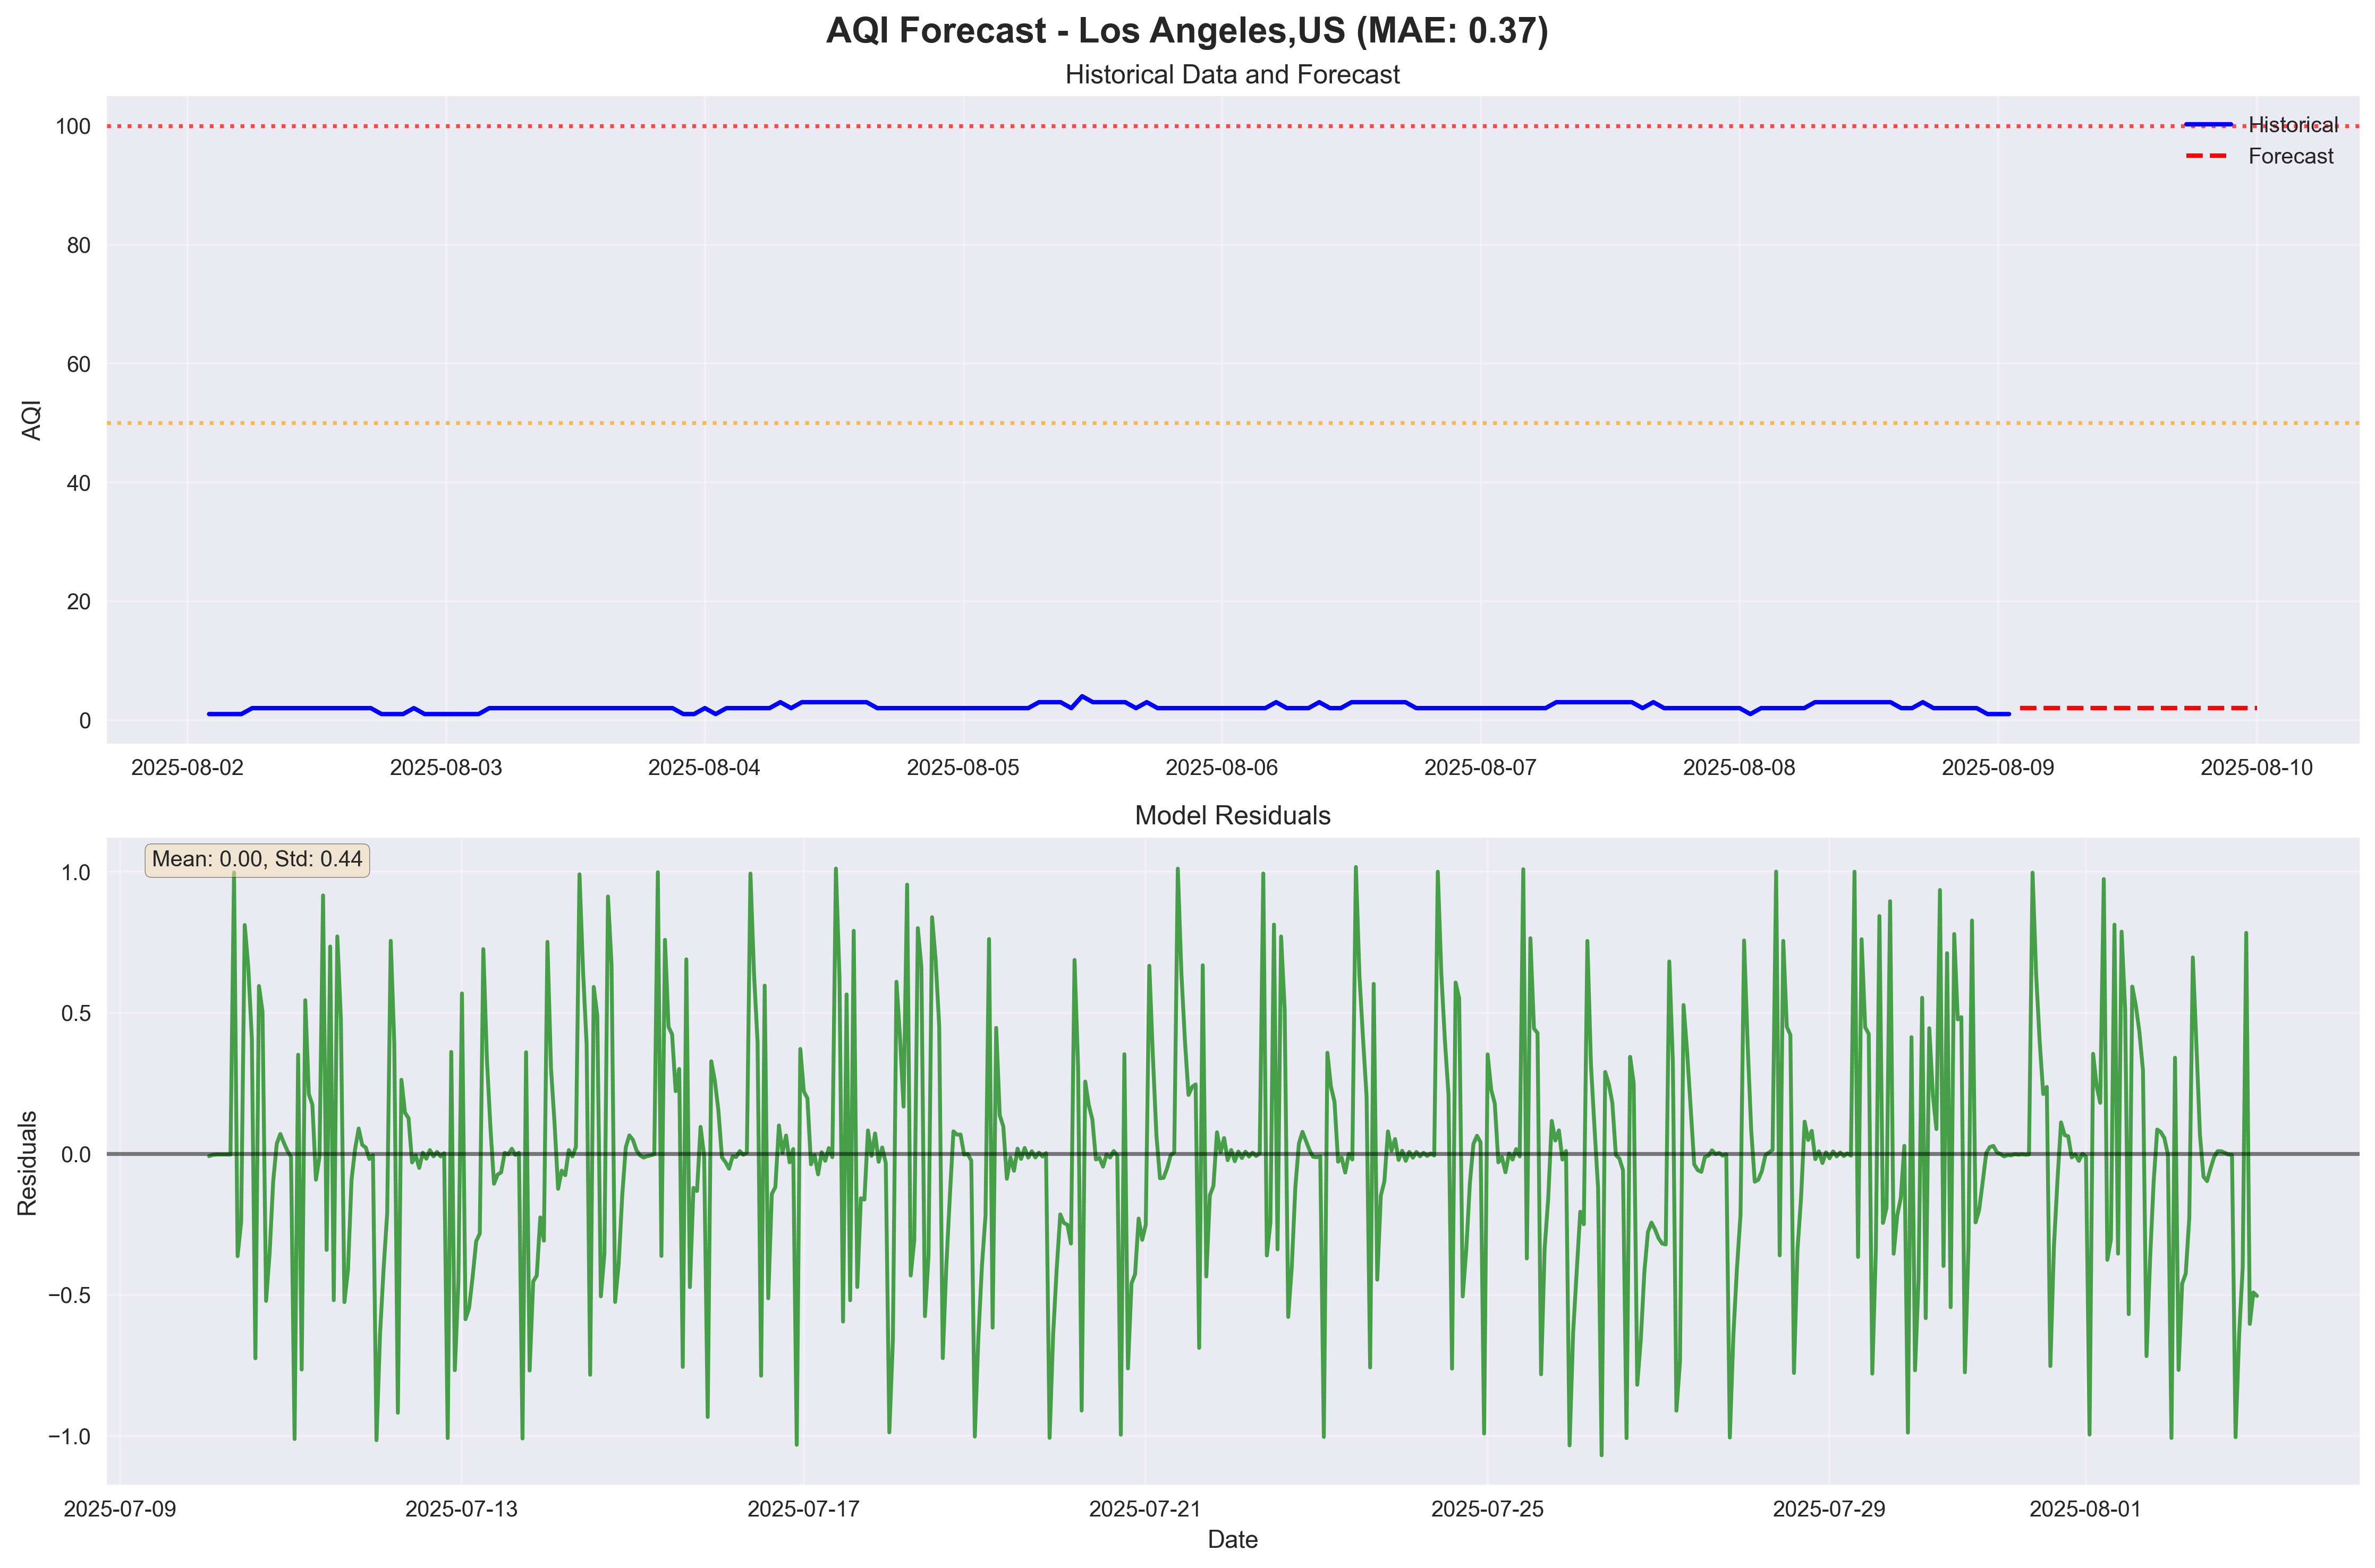 AQI Forecast - Los Angeles,US (MAE: 0.37)
Historical Data and Forecast
100
80
60
40
20
0
AQI
Historical
Forecast
2025-08-02 2025-08-03 2025-08-04 2025-08-05 2025-08-06 2025-08-07 2025-08-08 2025-08-09 2025-08-10
Model Residuals
Mean: 0.00, Std: 0.44
1.0
0.5
0.0
−0.5
−1.0
Residuals
2025-07-09 2025-07-13 2025-07-17 2025-07-21 2025-07-25 2025-07-29 2025-08-01
Date